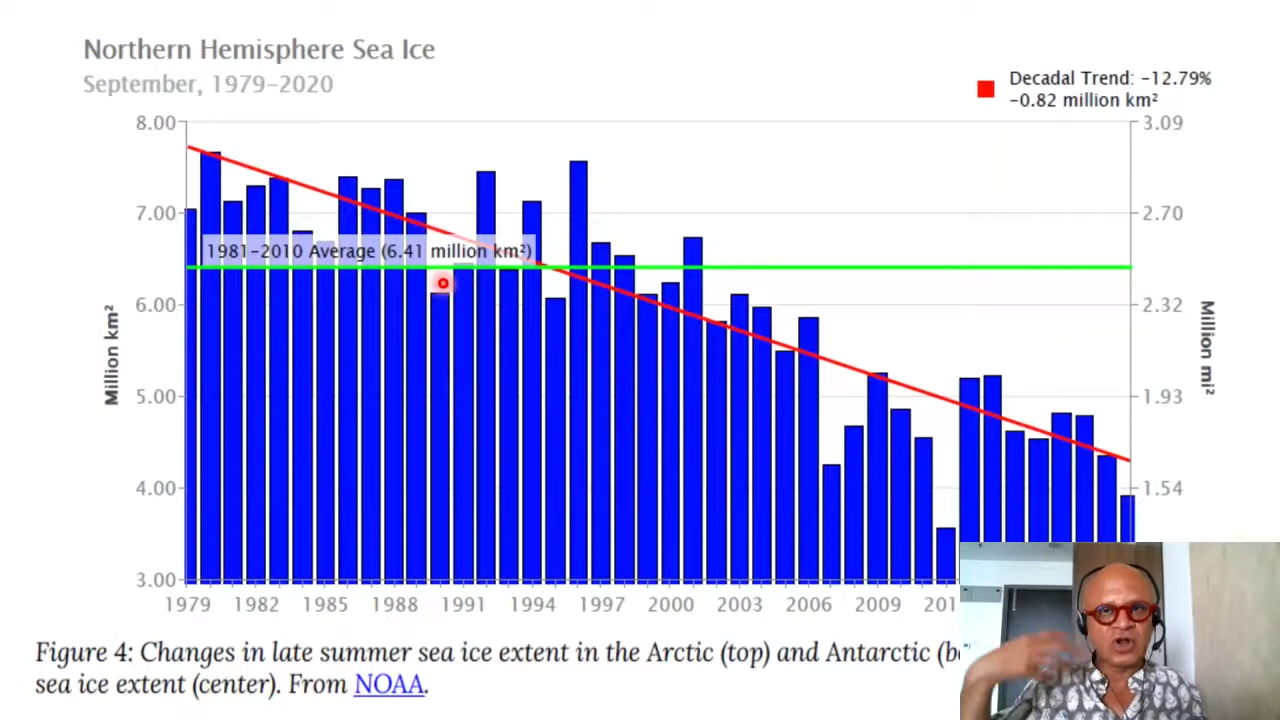 Northern Hemisphere Sea Ice
September, 1979-2020
Decadal Trend: -12.79%
-0.82 million km²
8.00
3.09
7.00
2.70
1981-2010 Average (6.41 million km²)
6.00
2.32
Million km²
Million mi²
5.00
1.93
4.00
1.54
3.00
1979 1982 1985 1988 1991 1994 1997 2000 2003 2006 2009 201
Figure 4: Changes in late summer sea ice extent in the Arctic (top) and Antarctic (b
sea ice extent (center). From NOAA.